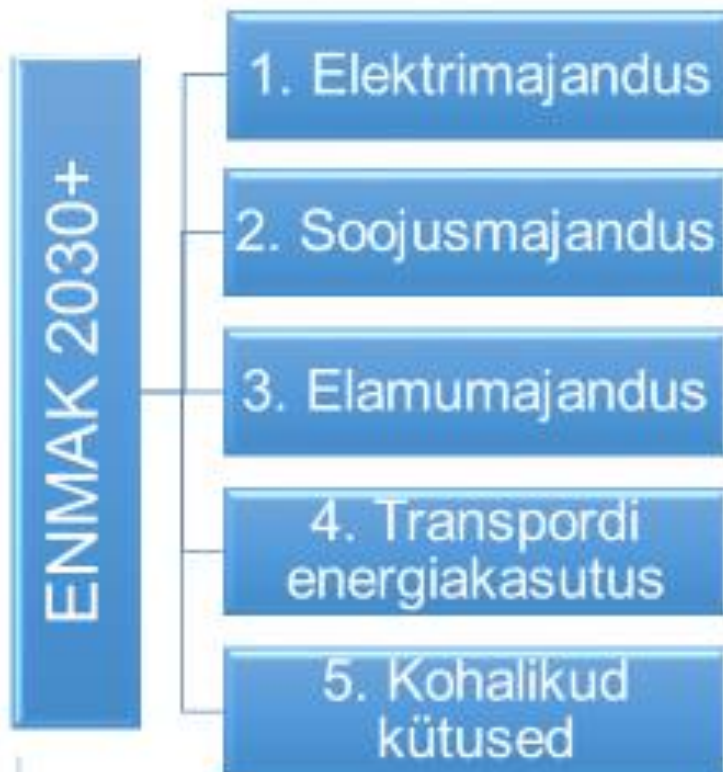 ENMAK 2030+
1. Elektrimajandus
2. Soojusmajandus
3. Elamumajandus
4. Transpordi
energiakasutus
5. Kohalikud
kütused